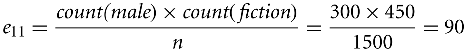 e₁₁ = count(male) × count(fiction) / n = 300 × 450 / 1500 = 90